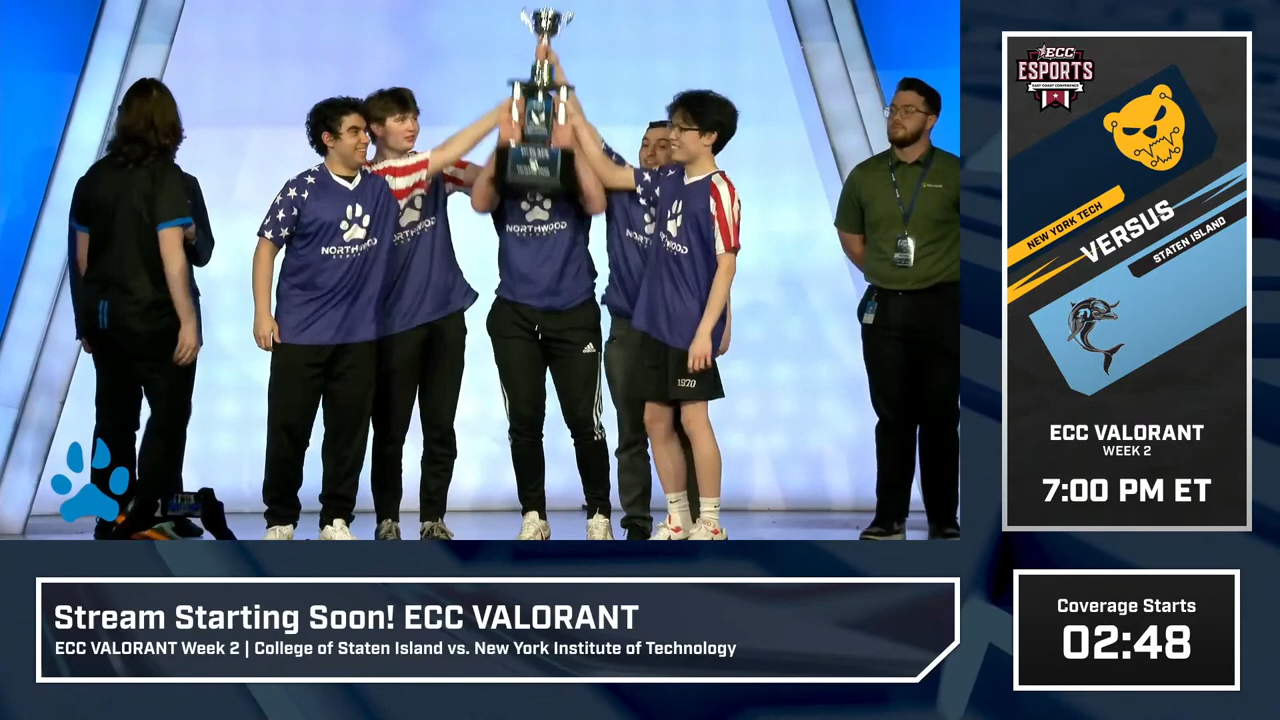 NORTHWOOD
ESPORTS
NORTHWOOD
NORTHWOOD
NORTHWOOD
1970
ECC
ESPORTS
EAST COAST CONFERENCE
NEW YORK TECH
VERSUS
STATEN ISLAND
ECC VALORANT
WEEK 2
7:00 PM ET
Stream Starting Soon! ECC VALORANT
ECC VALORANT Week 2 | College of Staten Island vs. New York Institute of Technology
Coverage Starts
02:48